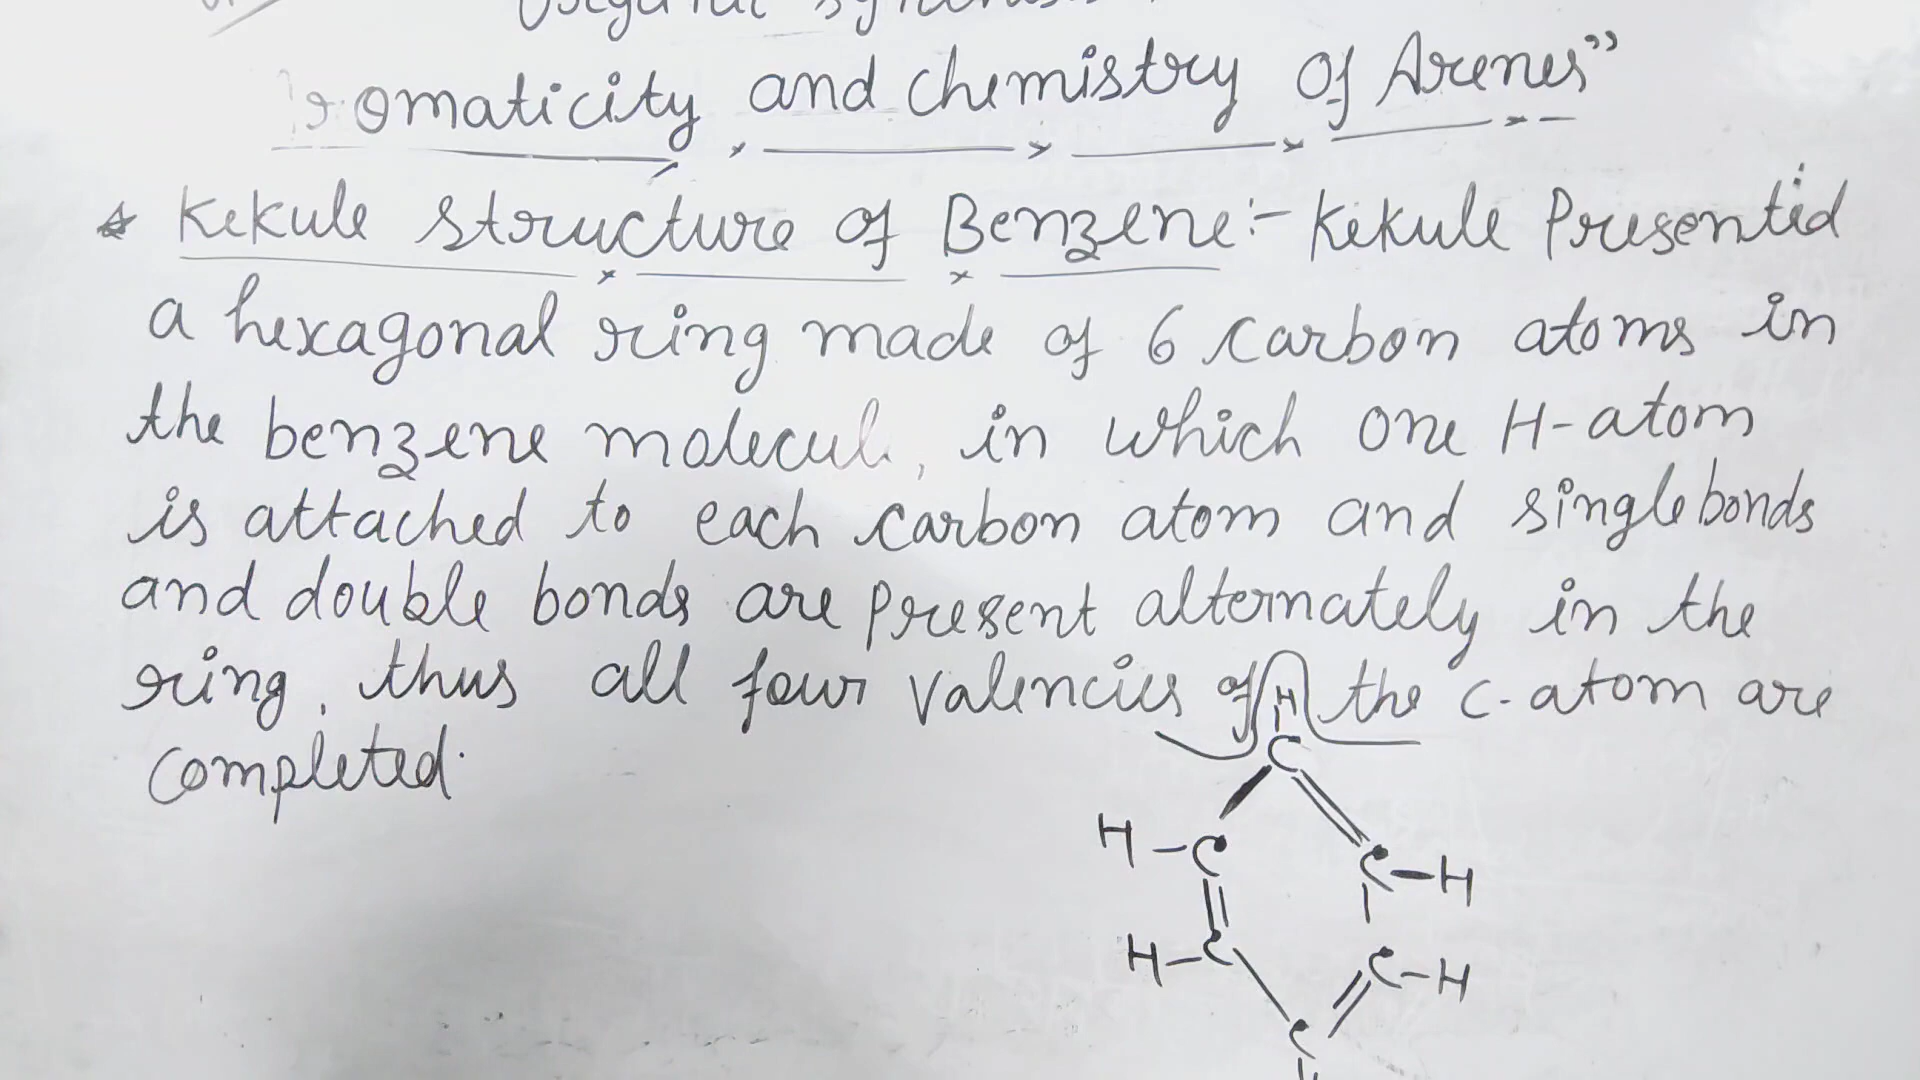 "Aromaticity and chemistry of Arenes"
* Kekule structure of Benzene:- Kekule Presented
a hexagonal ring made of 6 carbon atoms in
the benzene molecule, in which one H-atom
is attached to each carbon atom and single bonds
and double bonds are present alternately in the
ring, thus all four valencies of the C-atom are
completed.
H
C
H-C
C-H
H-C
C-H
C